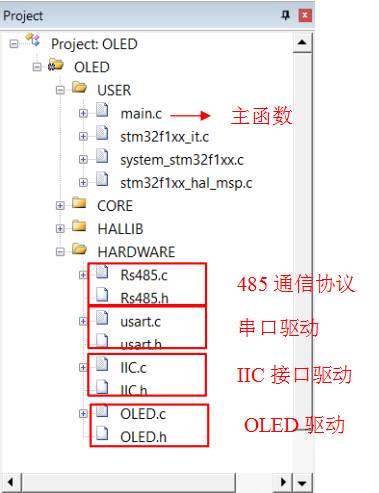 Project
Project: OLED
OLED
USER
main.c
主函数
stm32f1xx_it.c
system_stm32f1xx.c
stm32f1xx_hal_msp.c
CORE
HALLIB
HARDWARE
Rs485.c
Rs485.h
485 通信协议
usart.c
usart.h
串口驱动
IIC.c
IIC.h
IIC 接口驱动
OLED.c
OLED.h
OLED 驱动